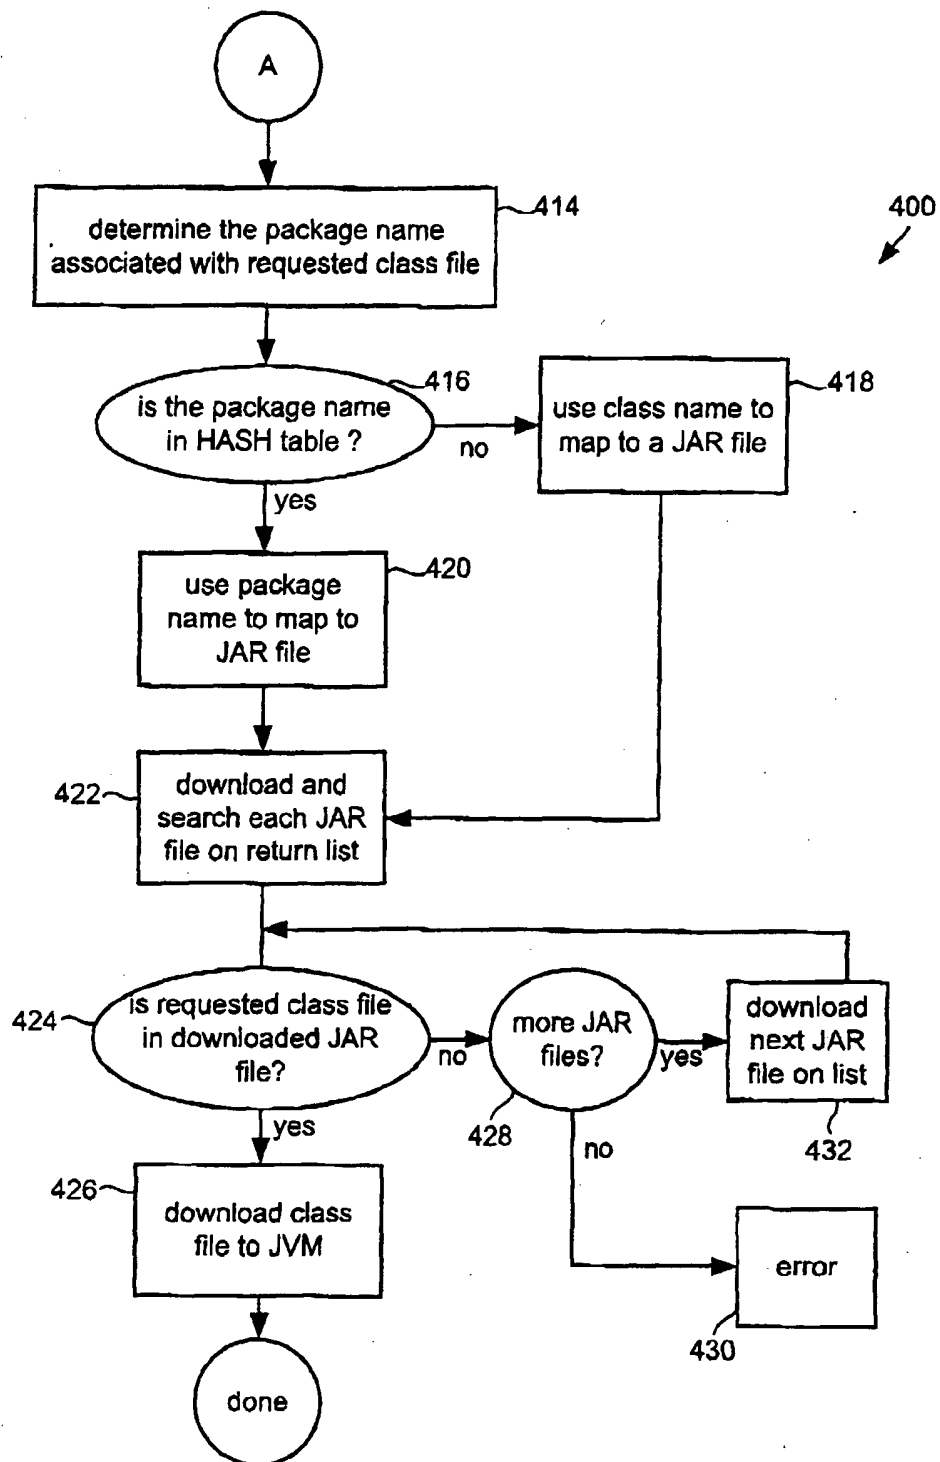 A
414
400
determine the package name
associated with requested class file
416
is the package name
in HASH table ?
no
418
use class name to
map to a JAR file
yes
420
use package
name to map to
JAR file
422
download and
search each JAR
file on return list
424
is requested class file
in downloaded JAR
file?
no
more JAR
files?
428
yes
download
next JAR
file on list
432
yes
no
426
download class
file to JVM
error
430
done